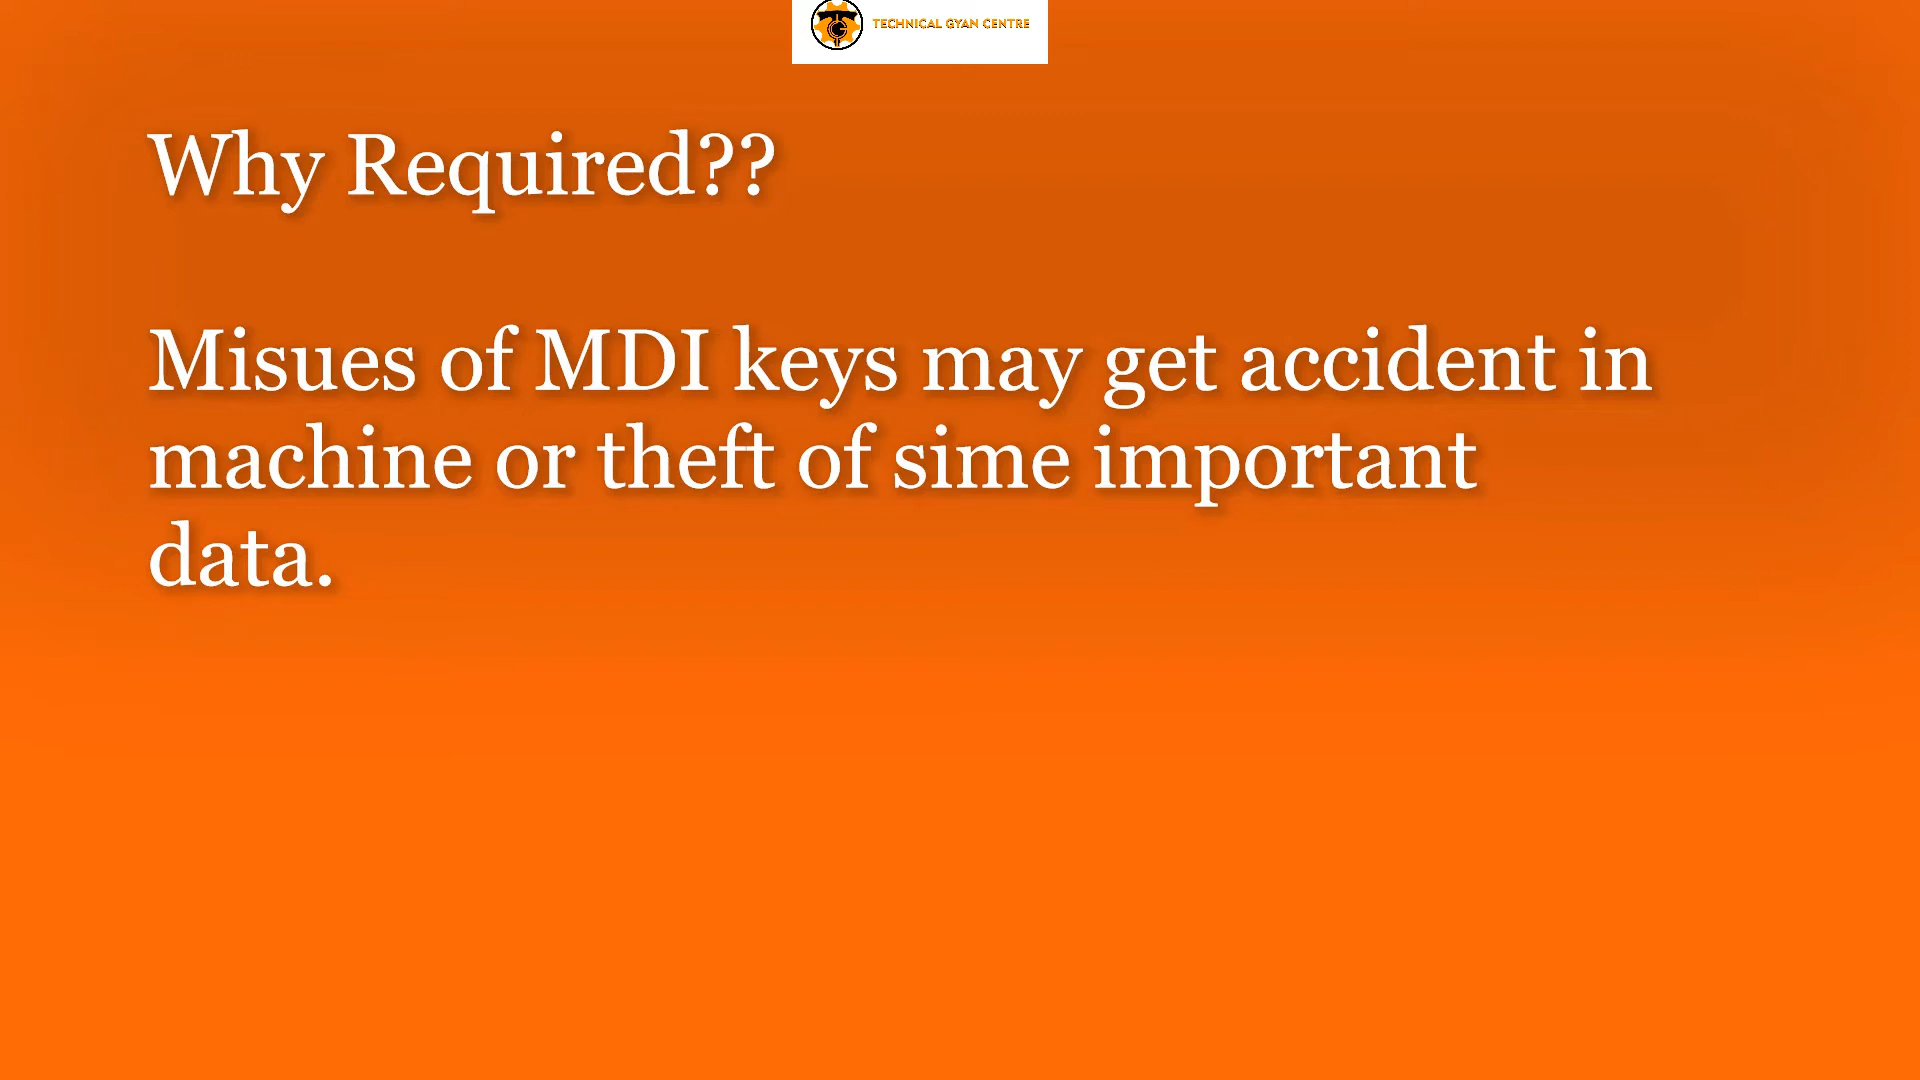 TECHNICAL GYAN CENTRE
Why Required??
Misues of MDI keys may get accident in
machine or theft of sime important
data.